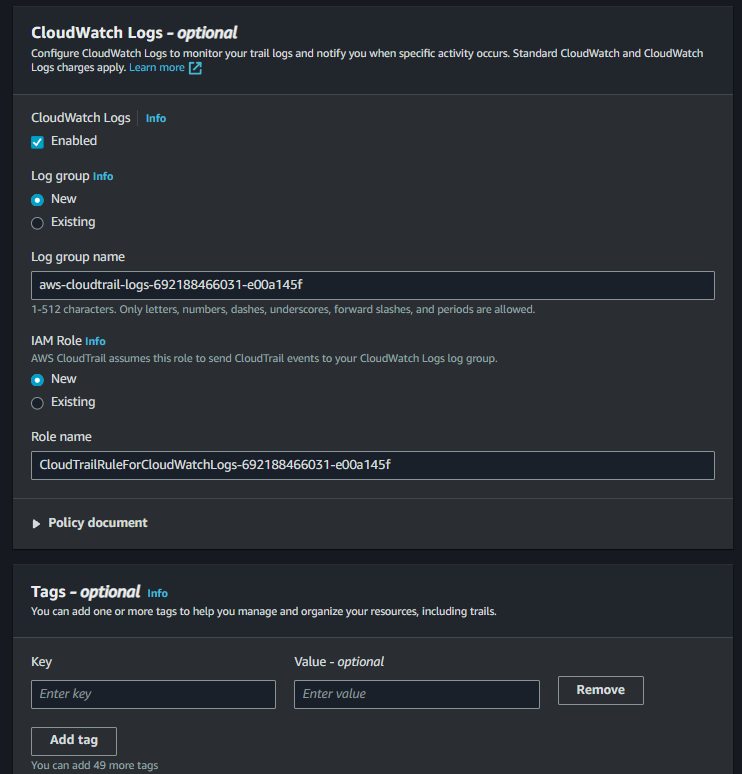 CloudWatch Logs - optional
Configure CloudWatch Logs to monitor your trail logs and notify you when specific activity occurs. Standard CloudWatch and CloudWatch
Logs charges apply. Learn more
CloudWatch Logs Info
Enabled
Log group Info
New
Existing
Log group name
aws-cloudtrail-logs-692188466031-e00a145f
1-512 characters. Only letters, numbers, dashes, underscores, forward slashes, and periods are allowed.
IAM Role Info
AWS CloudTrail assumes this role to send CloudTrail events to your CloudWatch Logs log group.
New
Existing
Role name
CloudTrailRuleForCloudWatchLogs-692188466031-e00a145f
Policy document
Tags - optional Info
You can add one or more tags to help you manage and organize your resources, including trails.
Key Value - optional
Enter key Enter value Remove
Add tag
You can add 49 more tags